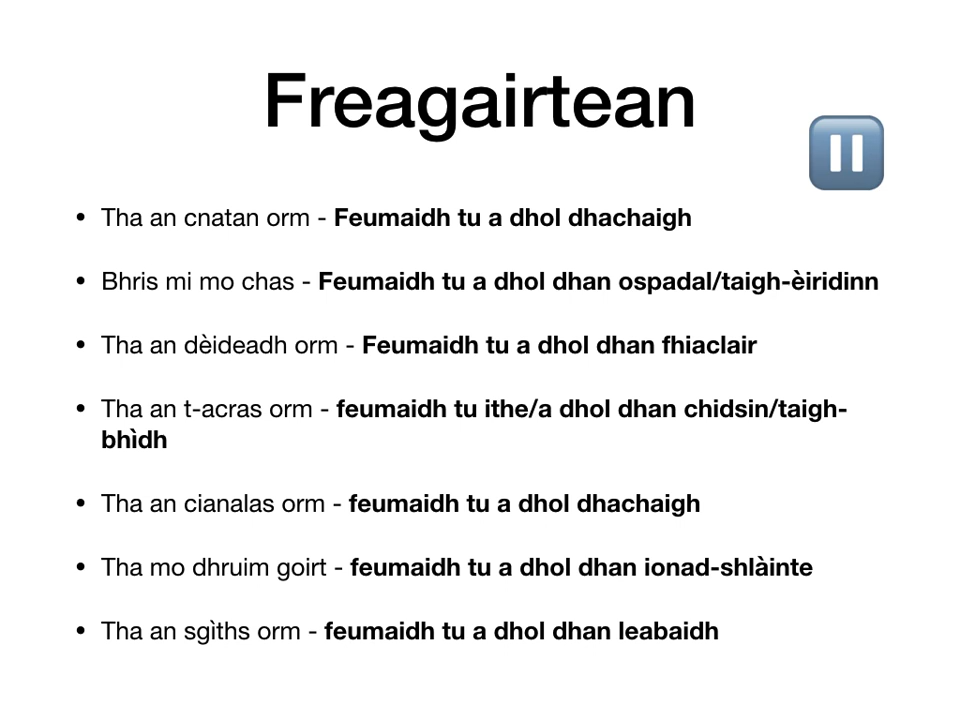 Freagairtean
• Tha an cnatan orm - Feumaidh tu a dhol dhachaigh
• Bhris mi mo chas - Feumaidh tu a dhol dhan ospadal/taigh-èiridinn
• Tha an dèideadh orm - Feumaidh tu a dhol dhan fhiaclair
• Tha an t-acras orm - feumaidh tu ithe/a dhol dhan chidsin/taigh-
bhìdh
• Tha an cianalas orm - feumaidh tu a dhol dhachaigh
• Tha mo dhruim goirt - feumaidh tu a dhol dhan ionad-shlàinte
• Tha an sgìths orm - feumaidh tu a dhol dhan leabaidh